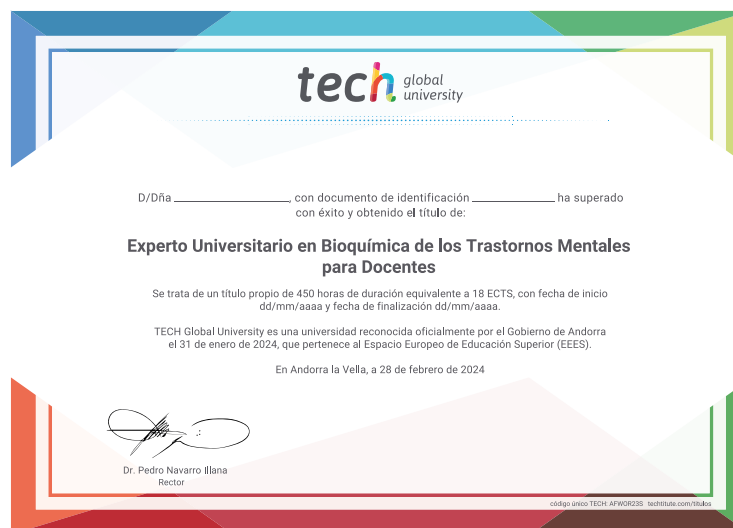 tech global university
D/Dña ____________________, con documento de identificación ______________ ha superado
con éxito y obtenido el título de:
Experto Universitario en Bioquímica de los Trastornos Mentales
para Docentes
Se trata de un título propio de 450 horas de duración equivalente a 18 ECTS, con fecha de inicio
dd/mm/aaaa y fecha de finalización dd/mm/aaaa.
TECH Global University es una universidad reconocida oficialmente por el Gobierno de Andorra
el 31 de enero de 2024, que pertenece al Espacio Europeo de Educación Superior (EEES).
En Andorra la Vella, a 28 de febrero de 2024
Dr. Pedro Navarro Illana
Rector
código único TECH: AFWOR23S techtitute.com/titulos